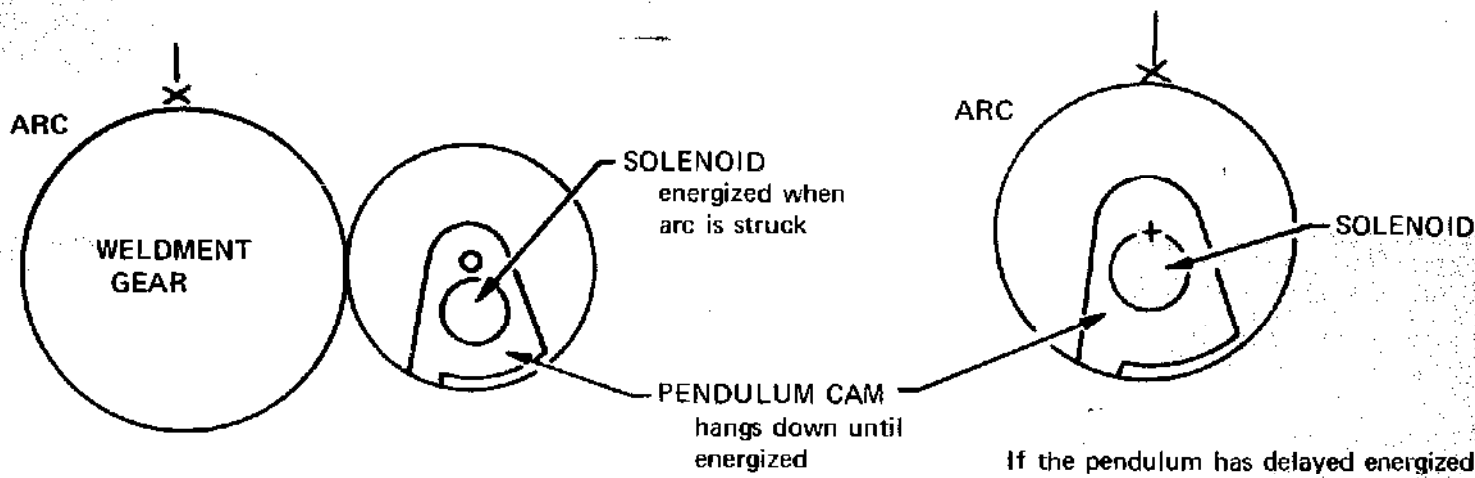 ARC
WELDMENT
GEAR
SOLENOID
energized when
arc is struck
PENDULUM CAM
hangs down until
energized
ARC
SOLENOID
If the pendulum has delayed energized